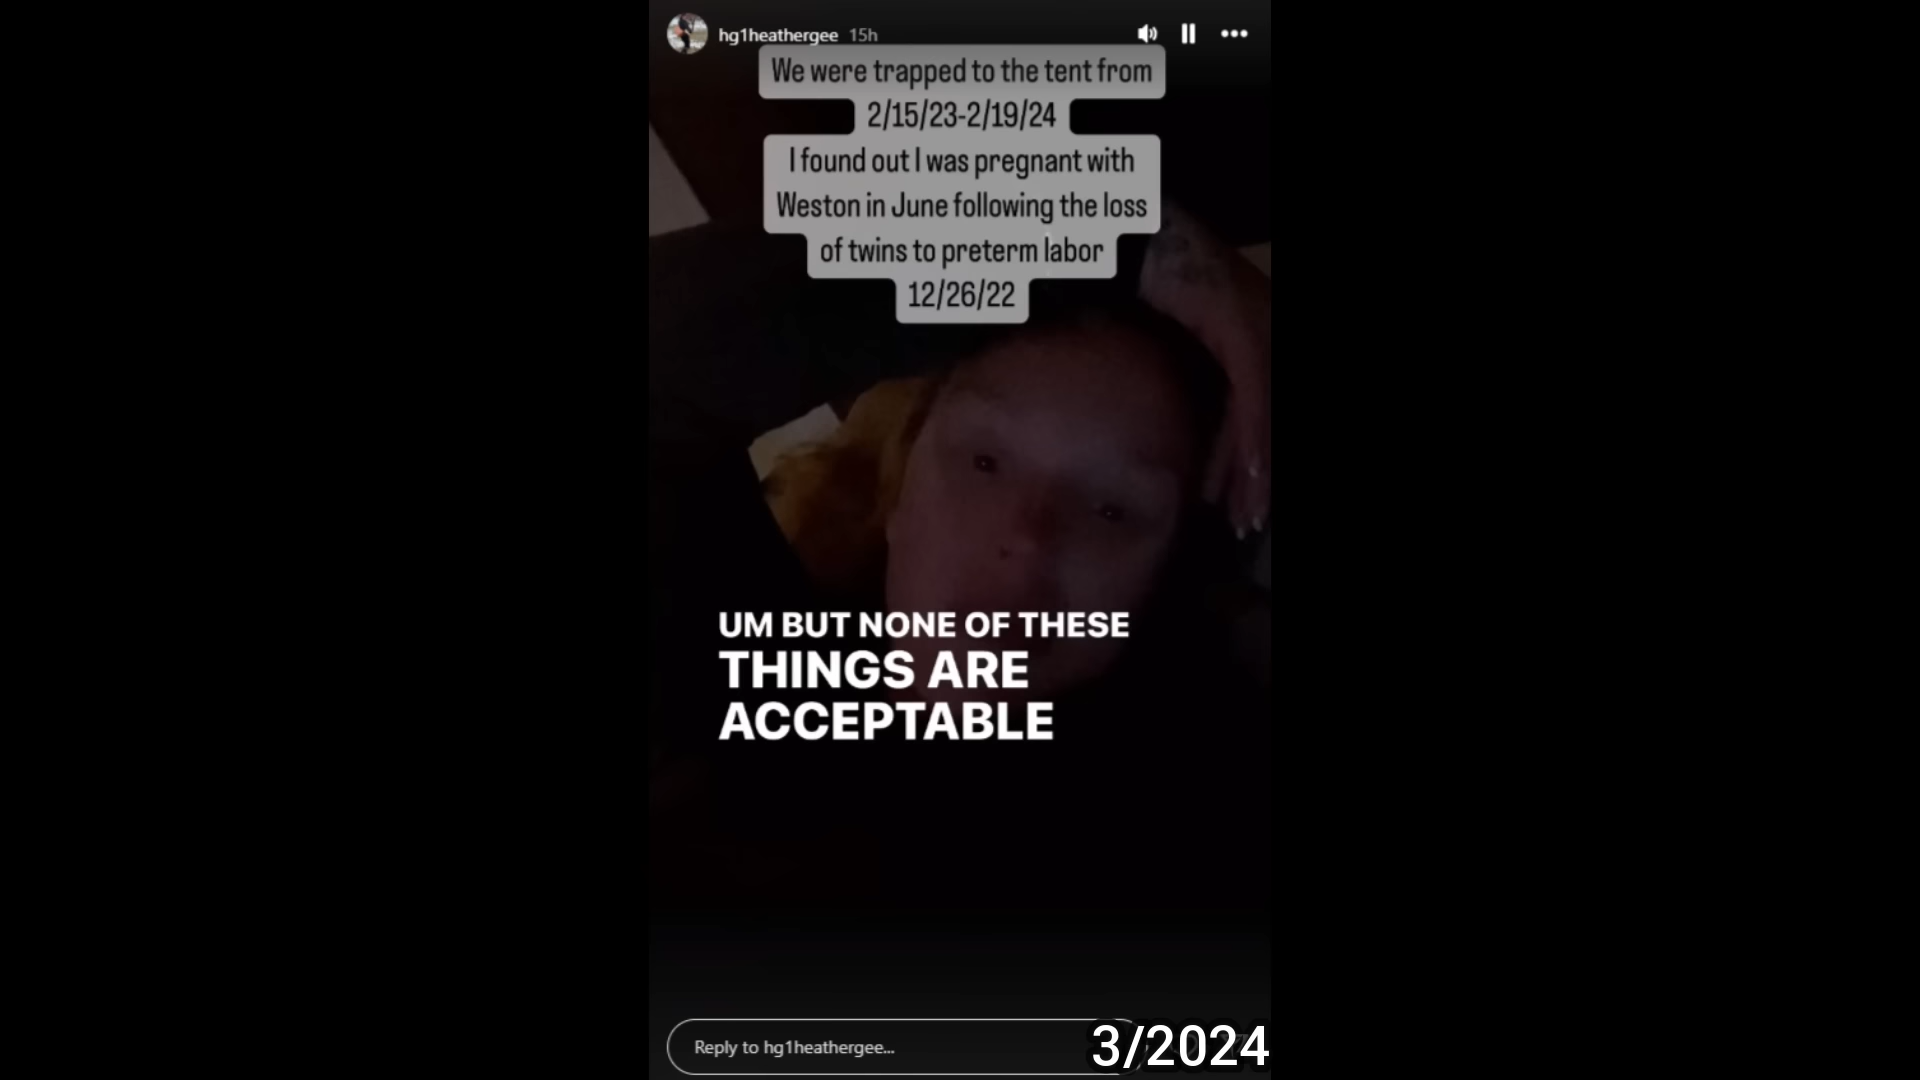 hg1heathergee 15h
We were trapped to the tent from
2/15/23-2/19/24
I found out I was pregnant with
Weston in June following the loss
of twins to preterm labor
12/26/22
UM BUT NONE OF THESE
THINGS ARE
ACCEPTABLE
Reply to hg1heathergee...
3/2024